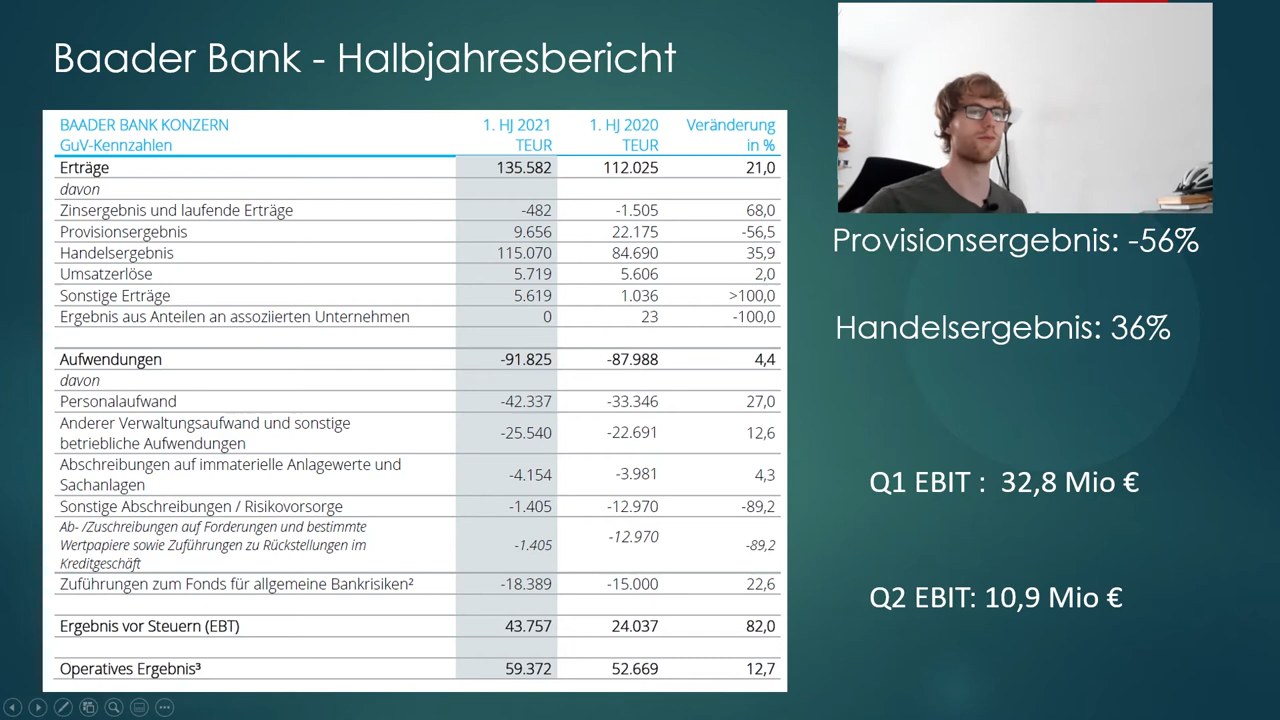 Baader Bank - Halbjahresbericht
BAADER BANK KONZERN 1. HJ 2021 1. HJ 2020 Veränderung
GuV-Kennzahlen TEUR TEUR in %
Erträge 135.582 112.025 21,0
davon
Zinsergebnis und laufende Erträge -482 -1.505 68,0
Provisionsergebnis 9.656 22.175 -56,5
Handelsergebnis 115.070 84.690 35,9
Umsatzerlöse 5.719 5.606 2,0
Sonstige Erträge 5.619 1.036 >100,0
Ergebnis aus Anteilen an assoziierten Unternehmen 0 23 -100,0
Aufwendungen -91.825 -87.988 4,4
davon
Personalaufwand -42.337 -33.346 27,0
Anderer Verwaltungsaufwand und sonstige
betriebliche Aufwendungen -25.540 -22.691 12,6
Abschreibungen auf immaterielle Anlagewerte und
Sachanlagen -4.154 -3.981 4,3
Sonstige Abschreibungen / Risikovorsorge -1.405 -12.970 -89,2
Ab- /Zuschreibungen auf Forderungen und bestimmte
Wertpapiere sowie Zuführungen zu Rückstellungen im
Kreditgeschäft -1.405 -12.970 -89,2
Zuführungen zum Fonds für allgemeine Bankrisiken² -18.389 -15.000 22,6
Ergebnis vor Steuern (EBT) 43.757 24.037 82,0
Operatives Ergebnis³ 59.372 52.669 12,7
Provisionsergebnis: -56%
Handelsergebnis: 36%
Q1 EBIT : 32,8 Mio €
Q2 EBIT: 10,9 Mio €